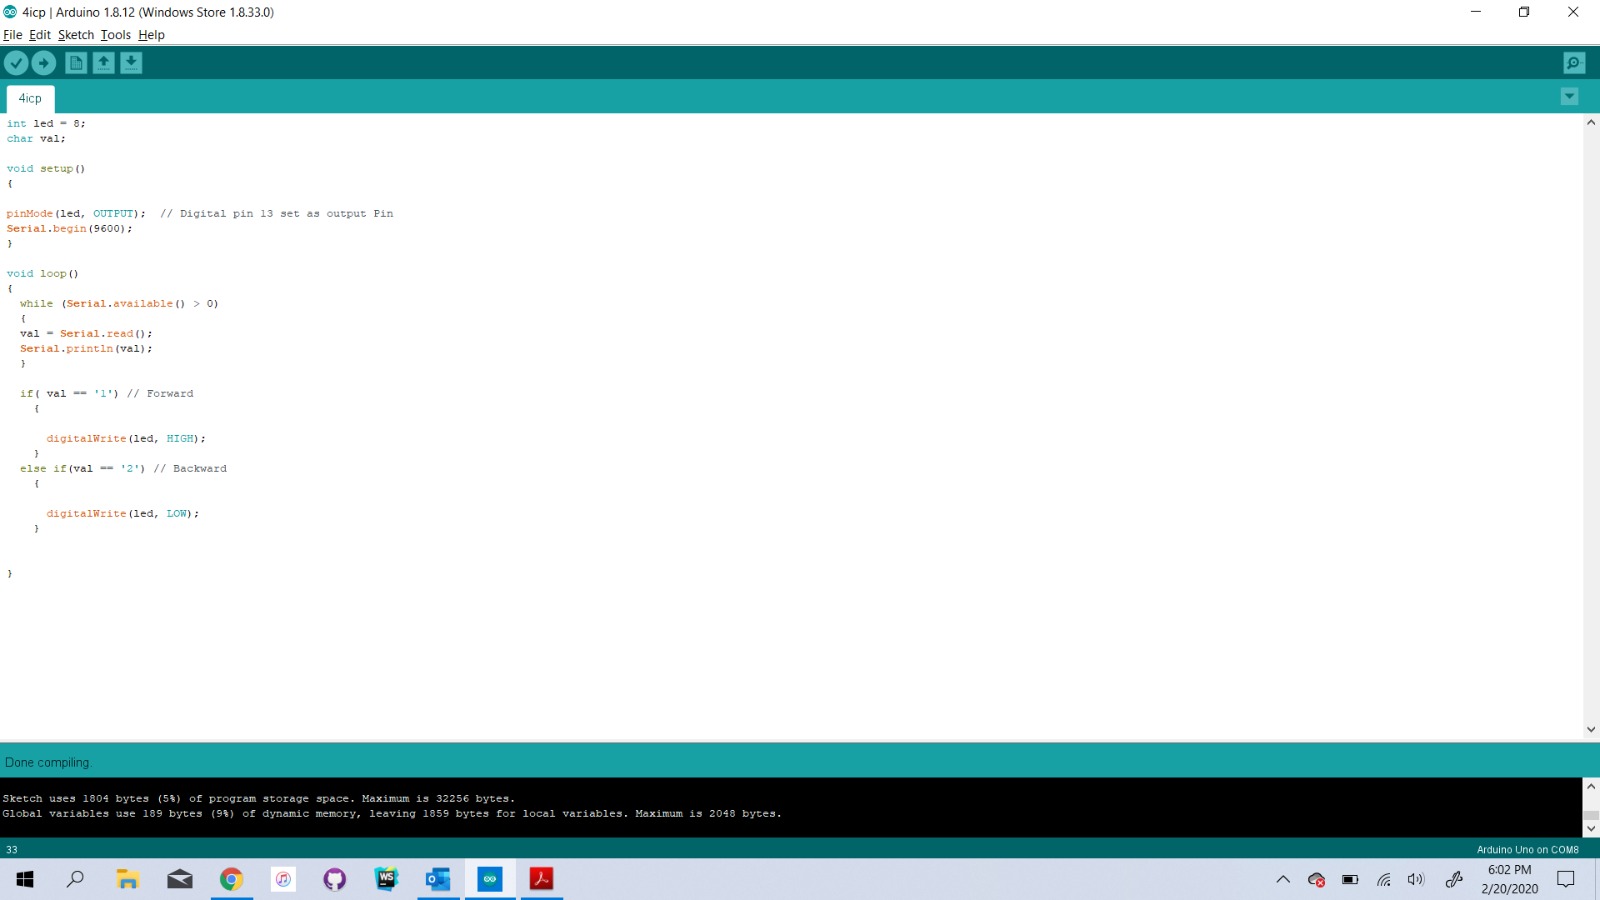 4icp | Arduino 1.8.12 (Windows Store 1.8.33.0)
File Edit Sketch Tools Help
4icp
int led = 8;
char val;
void setup()
{
pinMode(led, OUTPUT);  // Digital pin 13 set as output Pin
Serial.begin(9600);
}
void loop()
{
while (Serial.available() > 0)
{
val = Serial.read();
Serial.println(val);
}
if( val == '1') // Forward
{
digitalWrite(led, HIGH);
}
else if(val == '2') // Backward
{
digitalWrite(led, LOW);
}
}
Done compiling.
Sketch uses 1804 bytes (5%) of program storage space. Maximum is 32256 bytes.
Global variables use 189 bytes (9%) of dynamic memory, leaving 1859 bytes for local variables. Maximum is 2048 bytes.
33
Arduino Uno on COM8
WS
6:02 PM
2/20/2020